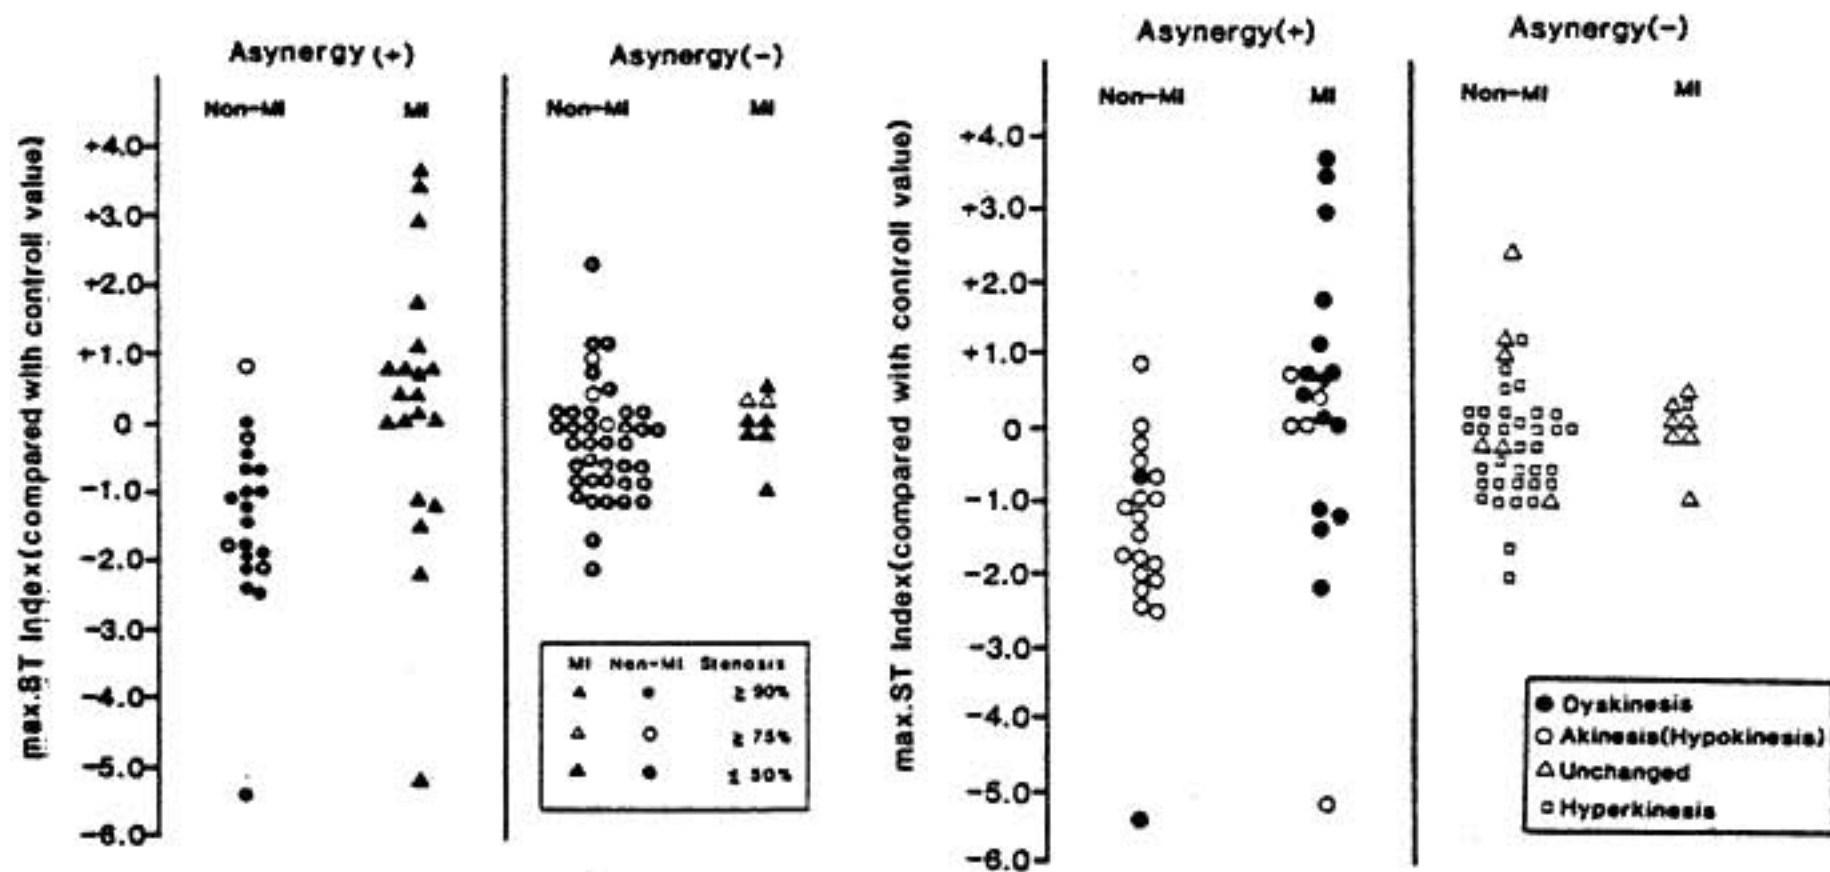 Asynergy (+)
Asynergy(-)
Non-MI
MI
Non-MI
MI
max.BT Index(compared with controll value)
+4.0
+3.0
+2.0
+1.0
0
-1.0
-2.0
-3.0
-4.0
-5.0
-6.0
MI Non-MI Stenosis
≥ 90%
≥ 75%
≤ 50%
Asynergy(+)
Asynergy(-)
Non-MI
MI
Non-MI
MI
max.ST Index(compared with controll value)
+4.0
+3.0
+2.0
+1.0
0
-1.0
-2.0
-3.0
-4.0
-5.0
-6.0
Dyskinesis
Akinesis(Hypokinesis)
Unchanged
Hyperkinesis